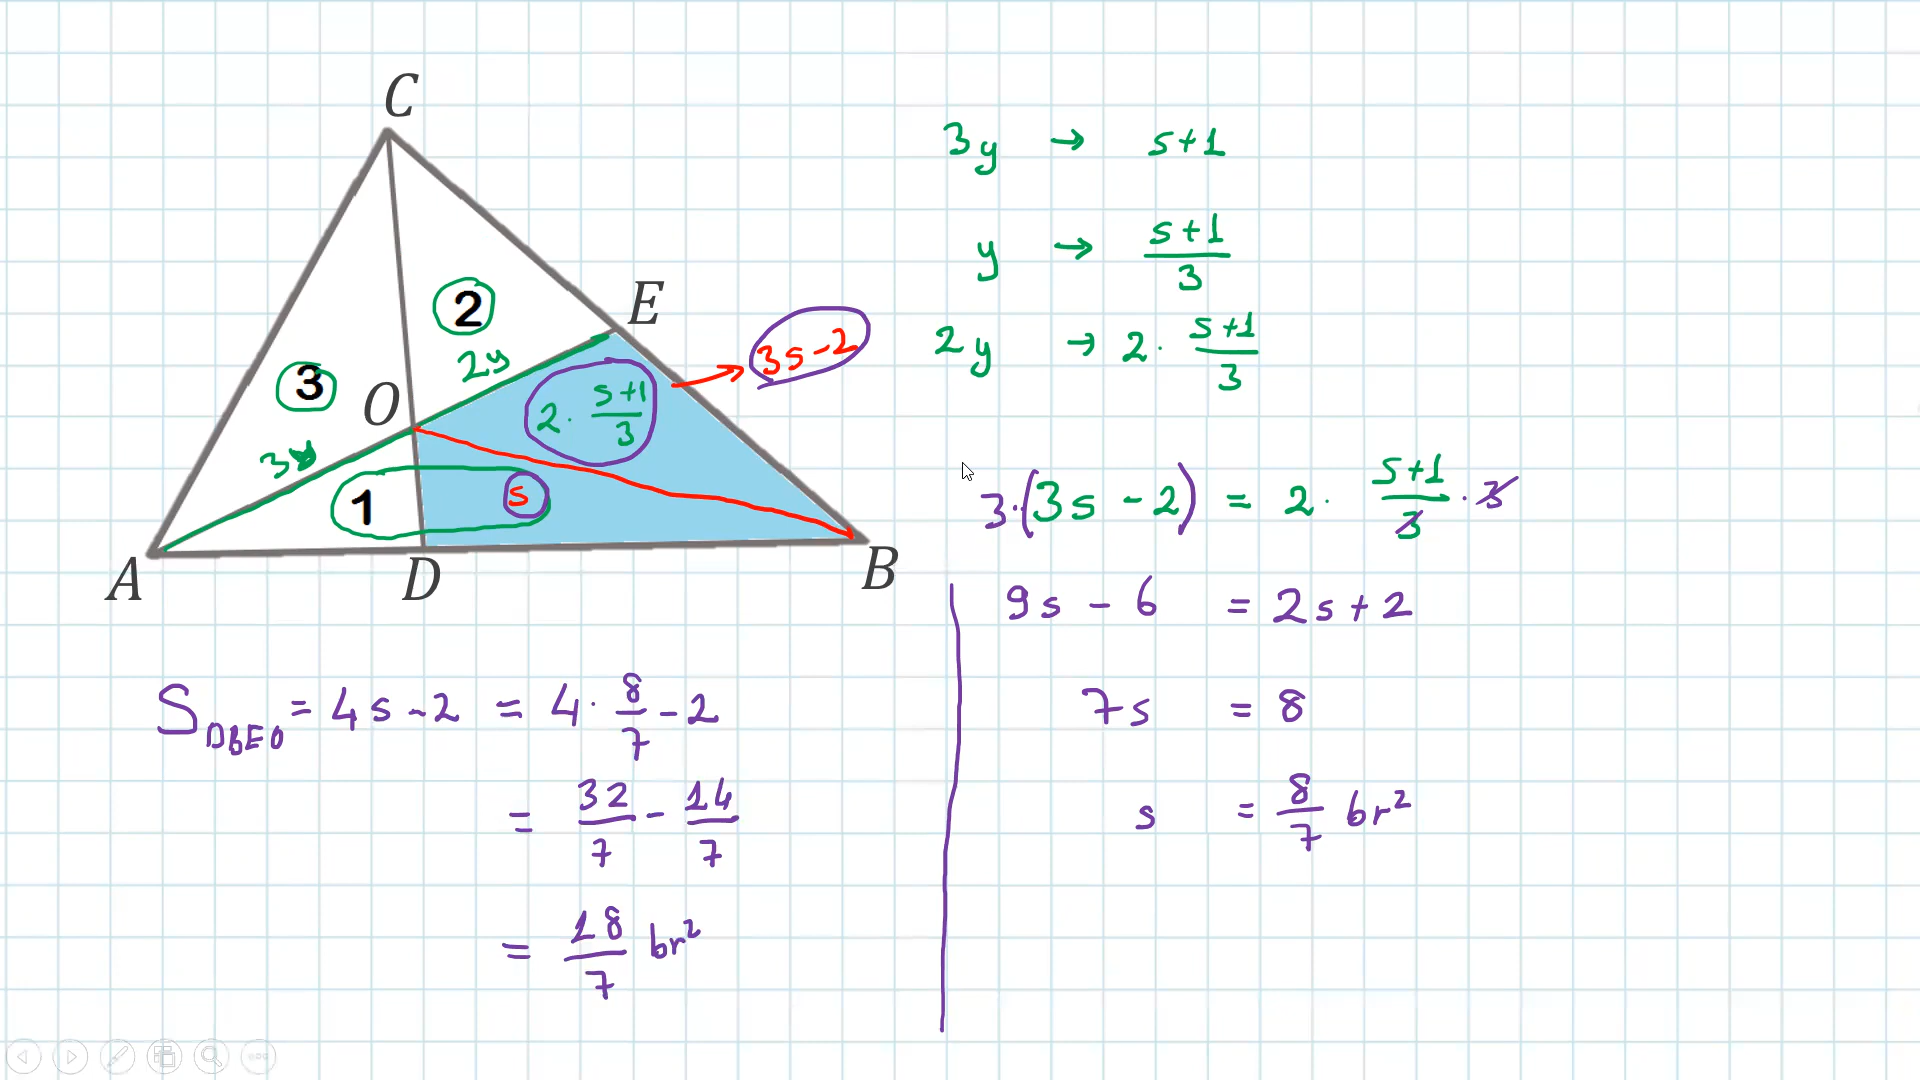 C
E
O
A
D
B
3
2
1
2y
3y
2 · (s+1)/3
s
3s-2
3y → s+1
y → (s+1)/3
2y → 2 · (s+1)/3
3·(3s-2) = 2 · (s+1)/3 · 3
9s - 6 = 2s + 2
7s = 8
s = 8/7 br²
S DBEO = 4s-2 = 4 · 8/7 - 2
= 32/7 - 14/7
= 18/7 br²